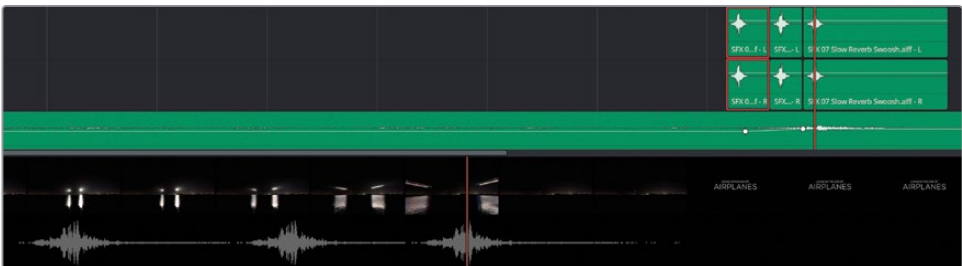 SFX 0...f - L SFX...- L SFX 07 Slow Reverb Swoosh.aiff - L
SFX 0...f - R SFX...- R SFX 07 Slow Reverb Swoosh.aiff - R
AIRPLANES AIRPLANES AIRPLANES